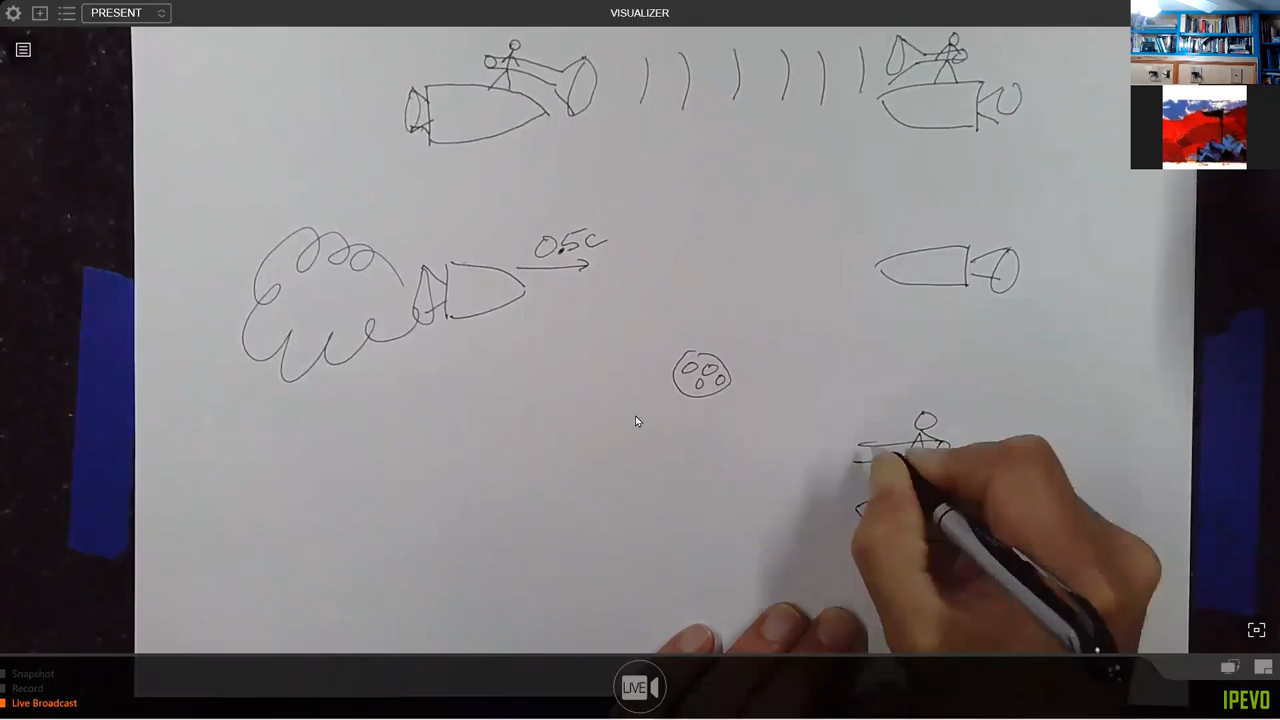 PRESENT
VISUALIZER
0.5c
Snapshot
Record
Live Broadcast
LIVE
IPEVO